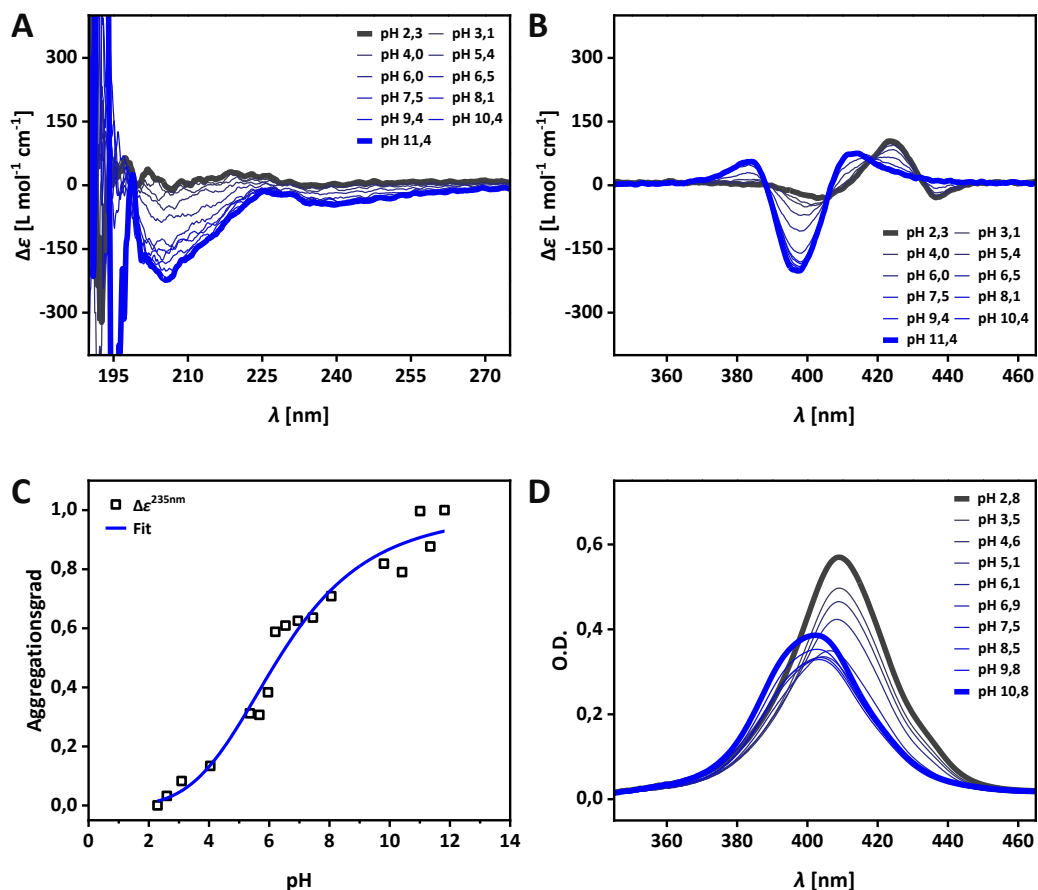 A
pH 2,3 pH 3,1
pH 4,0 pH 5,4
pH 6,0 pH 6,5
pH 7,5 pH 8,1
pH 9,4 pH 10,4
pH 11,4
300
150
0
-150
-300
Δε [L mol⁻¹ cm⁻¹]
195 210 225 240 255 270
λ [nm]
B
300
150
0
-150
-300
Δε [L mol⁻¹ cm⁻¹]
pH 2,3 pH 3,1
pH 4,0 pH 5,4
pH 6,0 pH 6,5
pH 7,5 pH 8,1
pH 9,4 pH 10,4
pH 11,4
360 380 400 420 440 460
λ [nm]
C
Δε²³⁵ⁿᵐ
Fit
1,0
0,8
0,6
0,4
0,2
0,0
Aggregationsgrad
0 2 4 6 8 10 12 14
pH
D
pH 2,8
pH 3,5
pH 4,6
pH 5,1
pH 6,1
pH 6,9
pH 7,5
pH 8,5
pH 9,8
pH 10,8
0,6
0,4
0,2
0,0
O.D.
360 380 400 420 440 460
λ [nm]